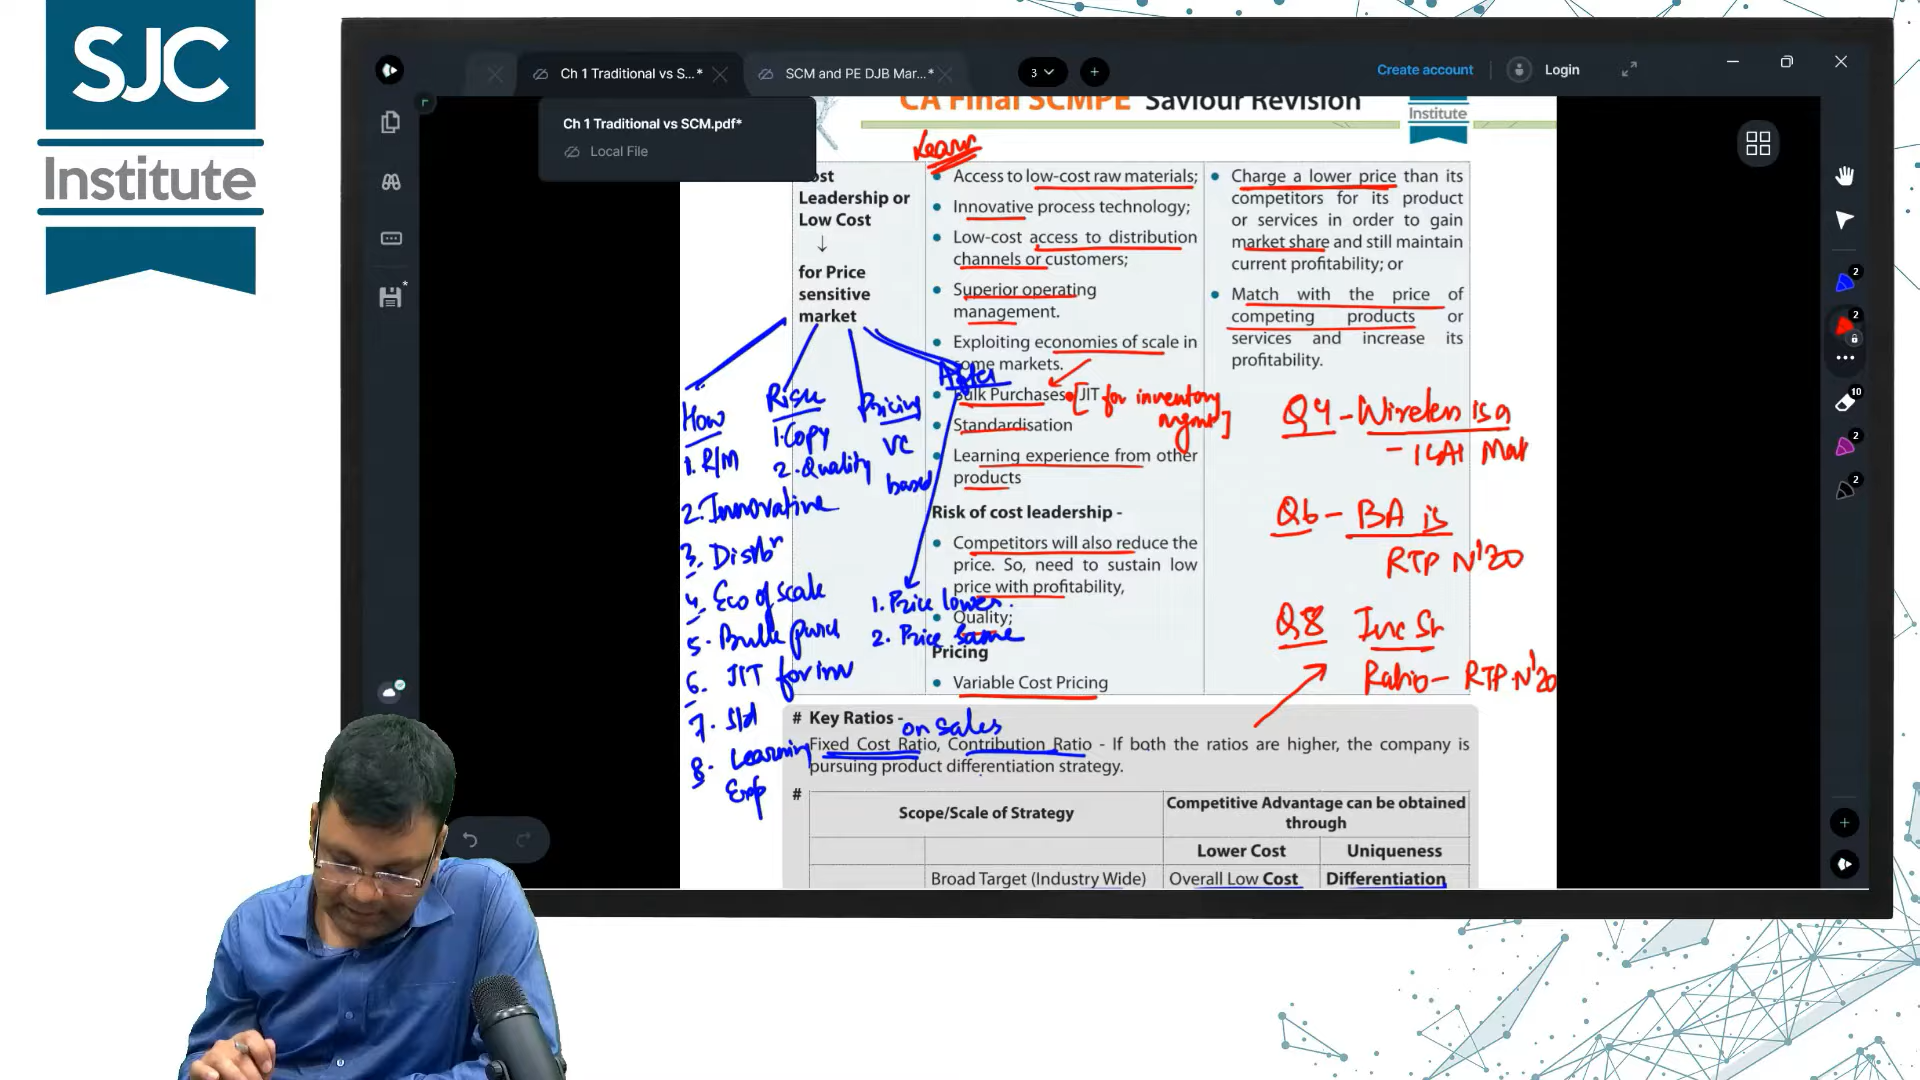 SJC
Institute
Ch 1 Traditional vs S...*
SCM and PE DJB Mar...*
3
Create account
Login
Ch 1 Traditional vs SCM.pdf*
Local File
CA Final SCMPE Saviour Revision
Institute
Learn
Leadership or
Low Cost
↓
for Price
sensitive
market
• Access to low-cost raw materials;
• Innovative process technology;
• Low-cost access to distribution
channels or customers;
• Superior operating
management.
• Exploiting economies of scale in
some markets.
• Bulk Purchases JIT [for inventory
mgmt]
• Standardisation
• Learning experience from other
products
Risk of cost leadership -
• Competitors will also reduce the
price. So, need to sustain low
price with profitability,
• Quality;
Pricing
• Variable Cost Pricing
• Charge a lower price than its
competitors for its product
or services in order to gain
market share and still maintain
current profitability; or
• Match with the price of
competing products or
services and increase its
profitability.
How
1. R/M
2. Innovative
3. Distbn
4. Eco of scale
5. Bulk purch
6. JIT for inv
7. Std
8. Learning
Exp
Risk
1. Copy
2. Quality
Pricing
VC
based
1. Price lower.
2. Price same
Q4 - Wireless is a
- ICAI Mat
Q6 - BA is
RTP N'20
Q8 Inc St
Ratio - RTP N'20
# Key Ratios - on sales
Fixed Cost Ratio, Contribution Ratio - If both the ratios are higher, the company is
pursuing product differentiation strategy.
#
Scope/Scale of Strategy
Competitive Advantage can be obtained
through
Lower Cost
Uniqueness
Broad Target (Industry Wide)
Overall Low Cost
Differentiation
2
2
10
2
2